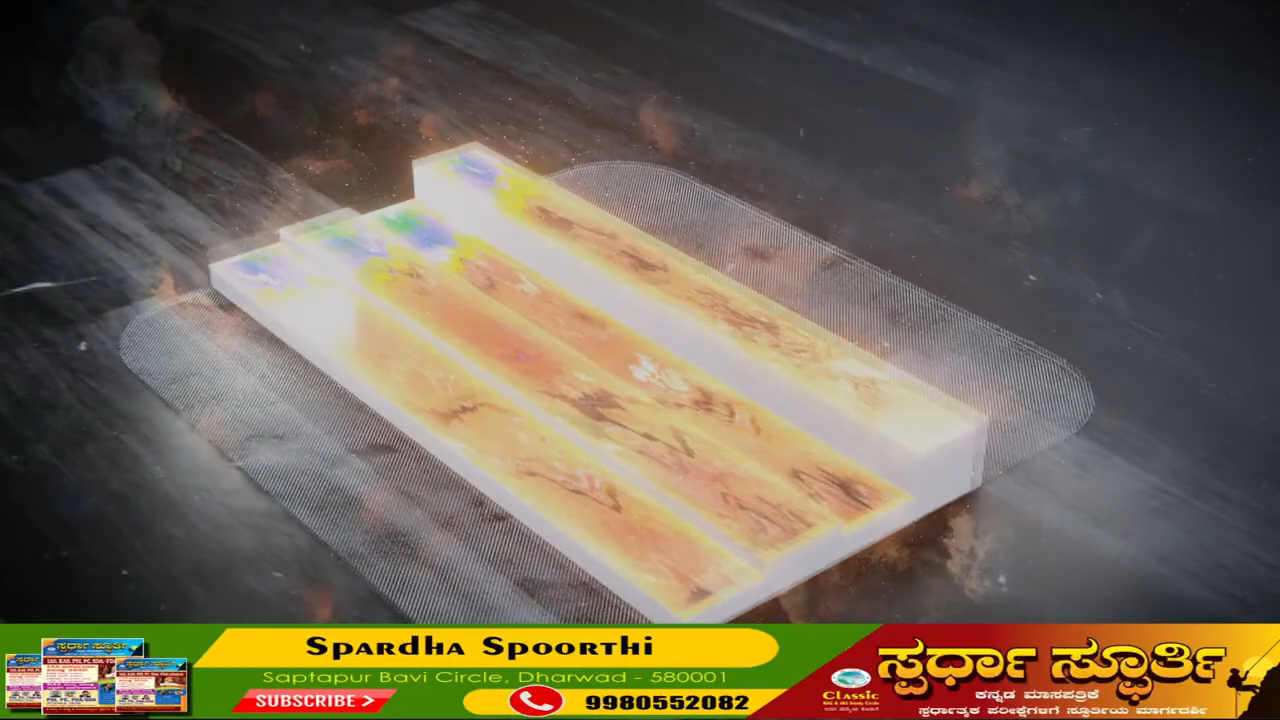 Spardha Spoorthi
Saptapur Bavi Circle, Dharwad - 580001
SUBSCRIBE >
9980552082
Classic
ಸ್ಪರ್ಧಾ ಸ್ಫೂರ್ತಿ
ಕನ್ನಡ ಮಾಸಪತ್ರಿಕೆ
ಸ್ಪರ್ಧಾತ್ಮಕ ಪರೀಕ್ಷೆಗಳಿಗೆ ಸ್ಫೂರ್ತಿಯ ಮಾರ್ಗದರ್ಶಿ